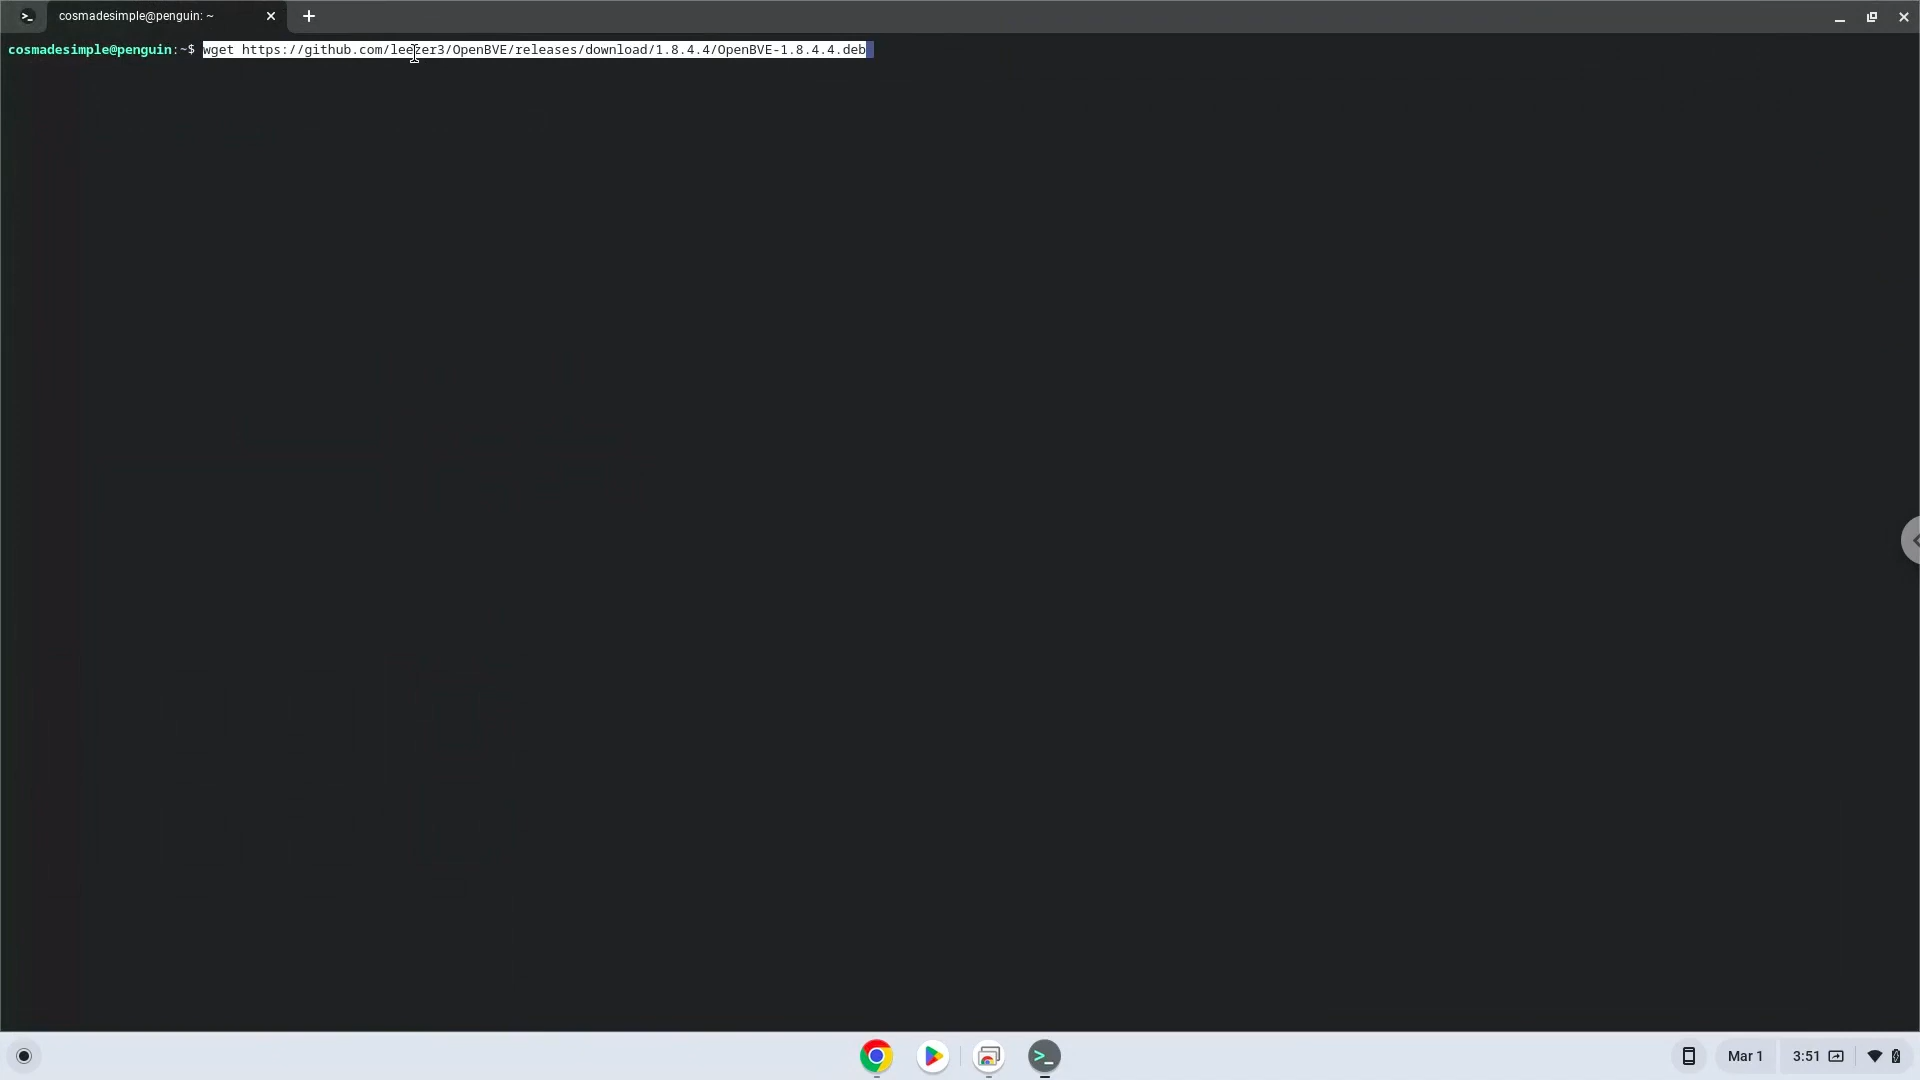 cosmadesimple@penguin: ~
cosmadesimple@penguin:~$ wget https://github.com/leezer3/OpenBVE/releases/download/1.8.4.4/OpenBVE-1.8.4.4.deb
Mar 1
3:51